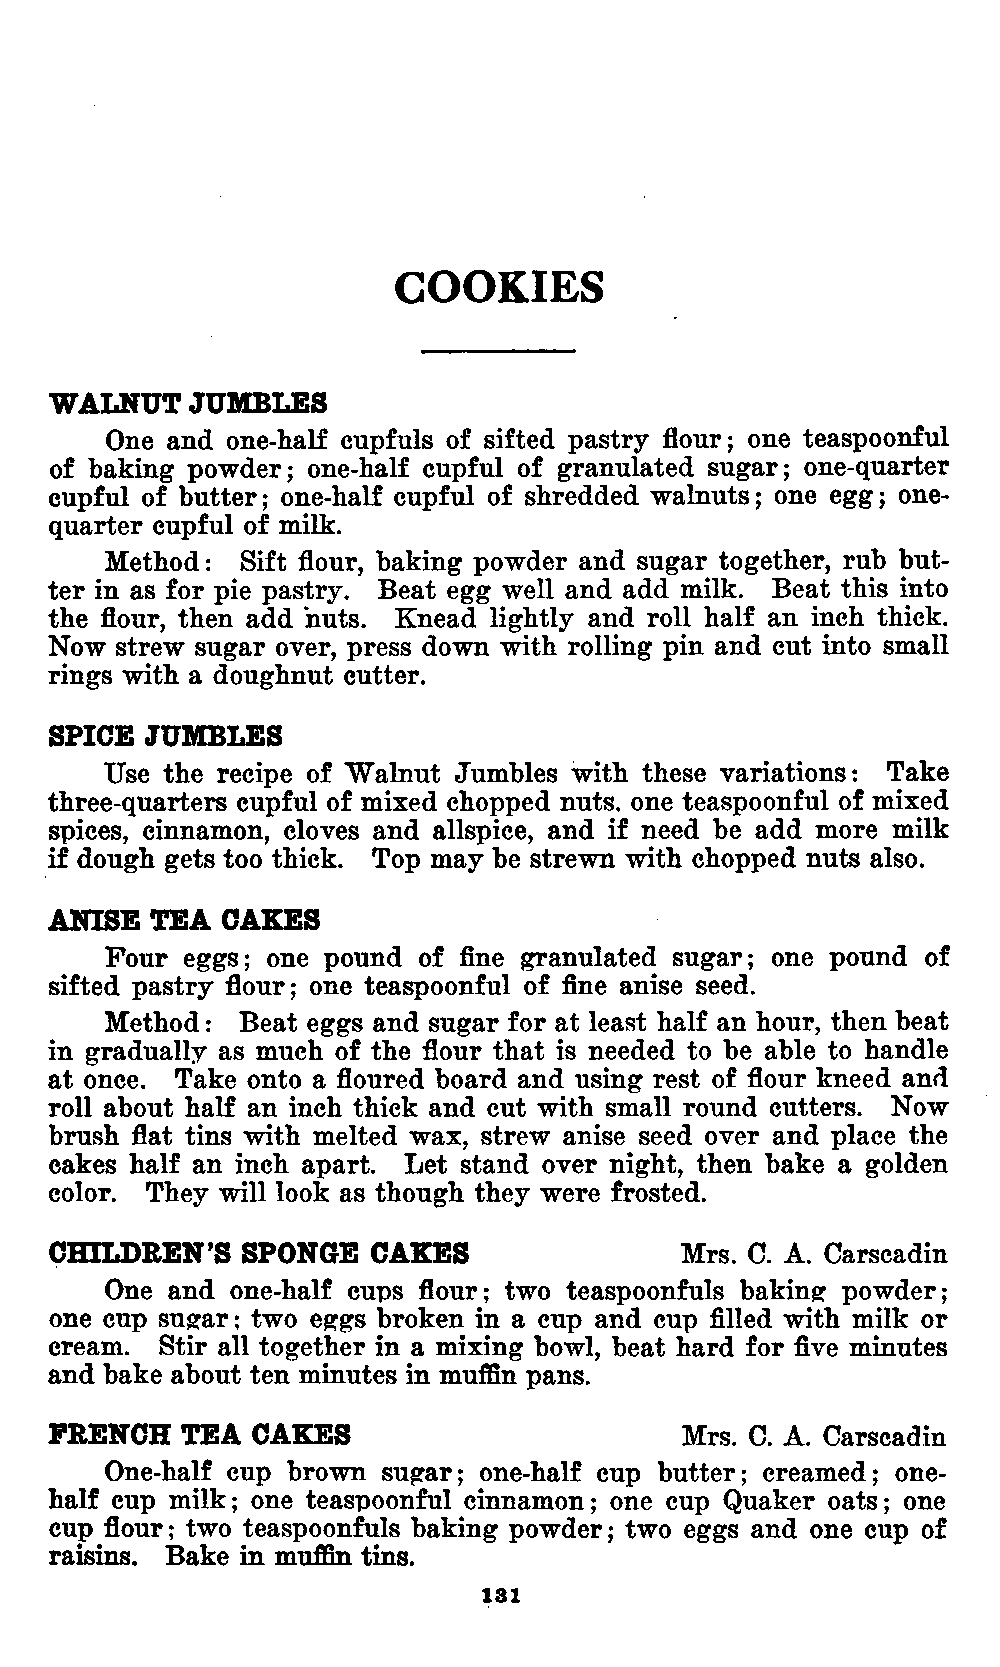 COOKIES
WALNUT JUMBLES
One and one-half cupfuls of sifted pastry flour; one teaspoonful
of baking powder; one-half cupful of granulated sugar; one-quarter
cupful of butter; one-half cupful of shredded walnuts; one egg; one-
quarter cupful of milk.
Method: Sift flour, baking powder and sugar together, rub but-
ter in as for pie pastry. Beat egg well and add milk. Beat this into
the flour, then add nuts. Knead lightly and roll half an inch thick.
Now strew sugar over, press down with rolling pin and cut into small
rings with a doughnut cutter.
SPICE JUMBLES
Use the recipe of Walnut Jumbles with these variations: Take
three-quarters cupful of mixed chopped nuts, one teaspoonful of mixed
spices, cinnamon, cloves and allspice, and if need be add more milk
if dough gets too thick. Top may be strewn with chopped nuts also.
ANISE TEA CAKES
Four eggs; one pound of fine granulated sugar; one pound of
sifted pastry flour; one teaspoonful of fine anise seed.
Method: Beat eggs and sugar for at least half an hour, then beat
in gradually as much of the flour that is needed to be able to handle
at once. Take onto a floured board and using rest of flour kneed and
roll about half an inch thick and cut with small round cutters. Now
brush flat tins with melted wax, strew anise seed over and place the
cakes half an inch apart. Let stand over night, then bake a golden
color. They will look as though they were frosted.
CHILDREN'S SPONGE CAKES Mrs. C. A. Carscadin
One and one-half cups flour; two teaspoonfuls baking powder;
one cup sugar; two eggs broken in a cup and cup filled with milk or
cream. Stir all together in a mixing bowl, beat hard for five minutes
and bake about ten minutes in muffin pans.
FRENCH TEA CAKES Mrs. C. A. Carscadin
One-half cup brown sugar; one-half cup butter; creamed; one-
half cup milk; one teaspoonful cinnamon; one cup Quaker oats; one
cup flour; two teaspoonfuls baking powder; two eggs and one cup of
raisins. Bake in muffin tins.
131